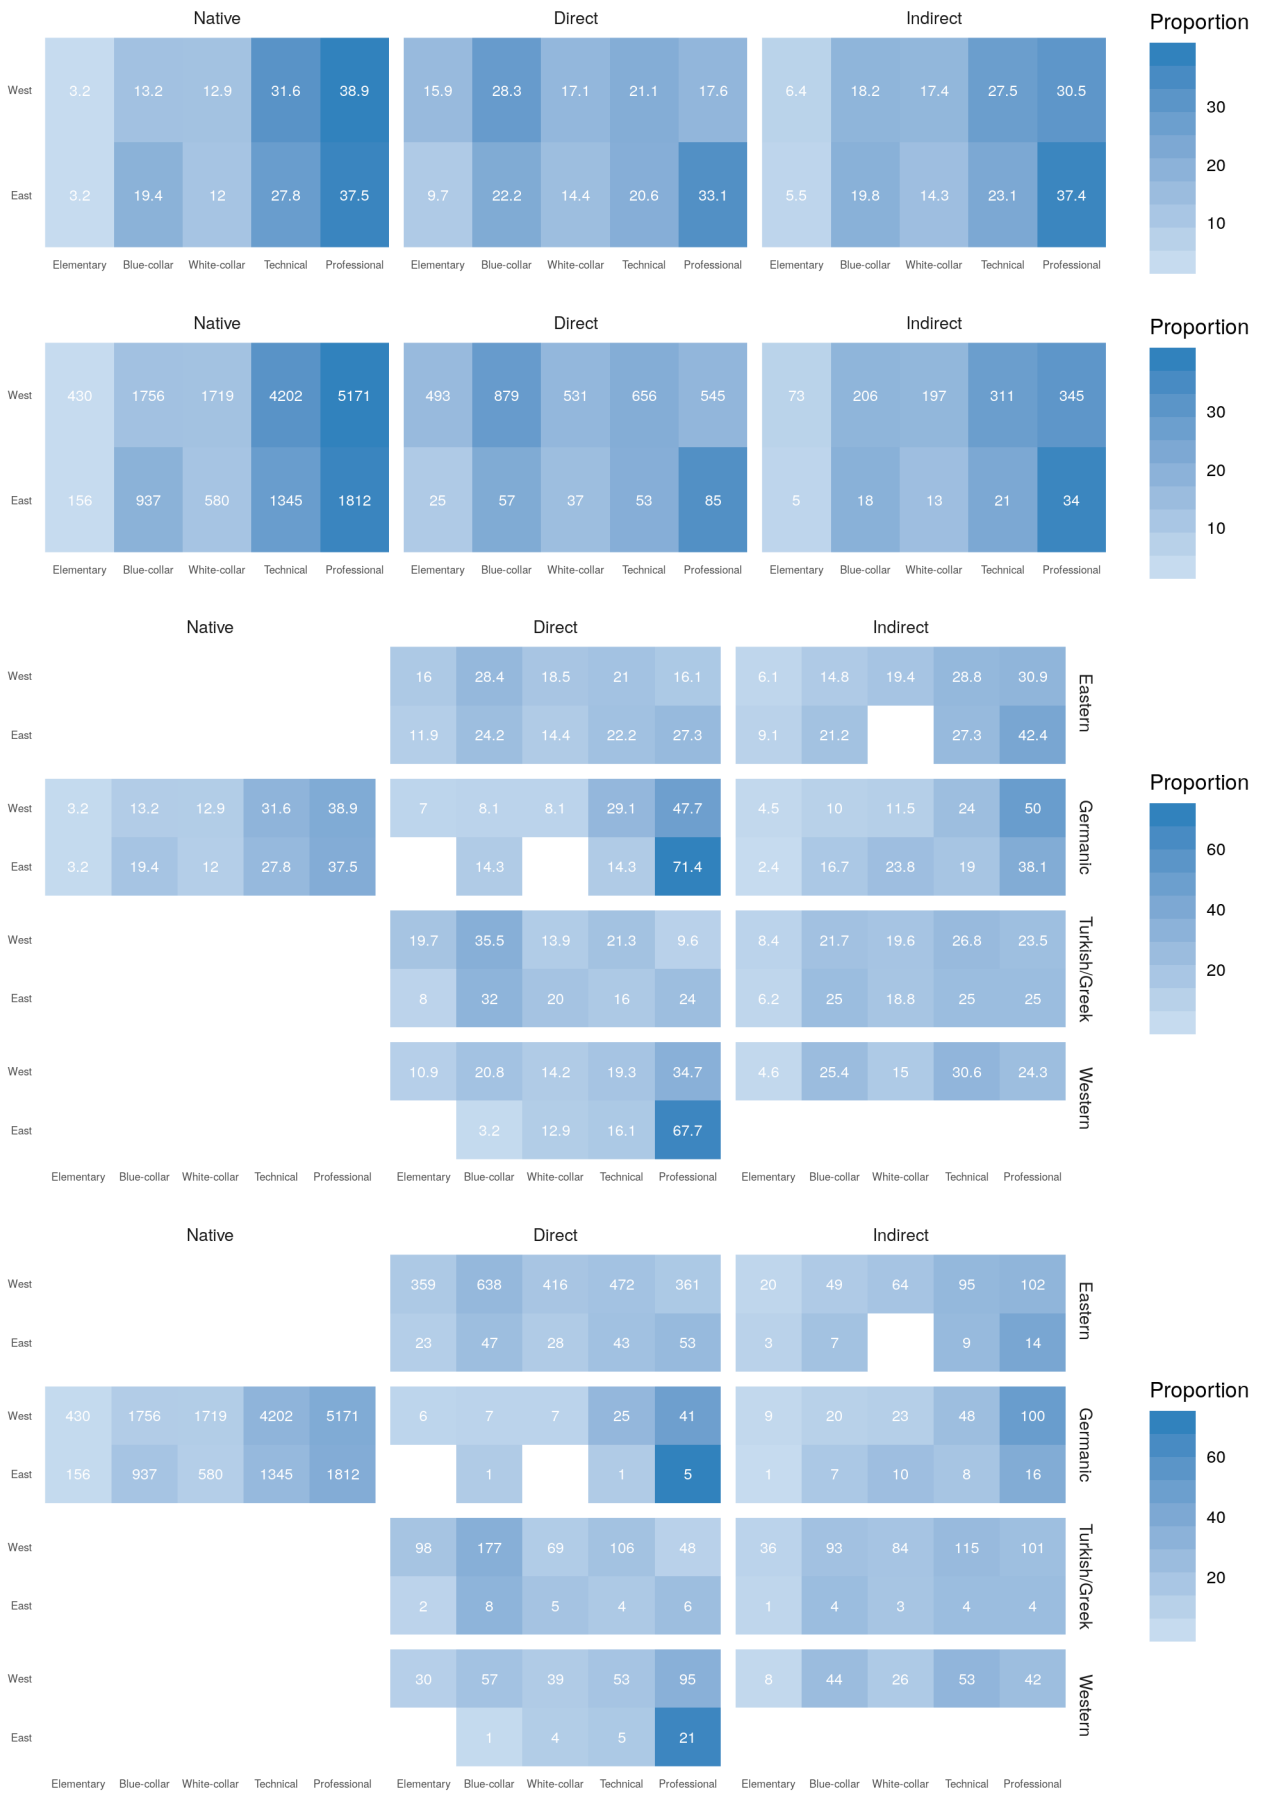 Native Direct Indirect Proportion
West 3.2 13.2 12.9 31.6 38.9 15.9 28.3 17.1 21.1 17.6 6.4 18.2 17.4 27.5 30.5
30
20
East 3.2 19.4 12 27.8 37.5 9.7 22.2 14.4 20.6 33.1 5.5 19.8 14.3 23.1 37.4
10
Elementary Blue-collar White-collar Technical Professional Elementary Blue-collar White-collar Technical Professional Elementary Blue-collar White-collar Technical Professional
Native Direct Indirect Proportion
West 430 1756 1719 4202 5171 493 879 531 656 545 73 206 197 311 345
30
20
East 156 937 580 1345 1812 25 57 37 53 85 5 18 13 21 34
10
Elementary Blue-collar White-collar Technical Professional Elementary Blue-collar White-collar Technical Professional Elementary Blue-collar White-collar Technical Professional
Native Direct Indirect
West 16 28.4 18.5 21 16.1 6.1 14.8 19.4 28.8 30.9
Eastern
East 11.9 24.2 14.4 22.2 27.3 9.1 21.2 27.3 42.4
Proportion
West 3.2 13.2 12.9 31.6 38.9 7 8.1 8.1 29.1 47.7 4.5 10 11.5 24 50
Germanic
60
East 3.2 19.4 12 27.8 37.5 14.3 14.3 71.4 2.4 16.7 23.8 19 38.1
40
West 19.7 35.5 13.9 21.3 9.6 8.4 21.7 19.6 26.8 23.5
Turkish/Greek
20
East 8 32 20 16 24 6.2 25 18.8 25 25
West 10.9 20.8 14.2 19.3 34.7 4.6 25.4 15 30.6 24.3
Western
East 3.2 12.9 16.1 67.7
Elementary Blue-collar White-collar Technical Professional Elementary Blue-collar White-collar Technical Professional Elementary Blue-collar White-collar Technical Professional
Native Direct Indirect
West 359 638 416 472 361 20 49 64 95 102
Eastern
East 23 47 28 43 53 3 7 9 14
Proportion
West 430 1756 1719 4202 5171 6 7 7 25 41 9 20 23 48 100
Germanic
60
East 156 937 580 1345 1812 1 1 5 1 7 10 8 16
40
West 98 177 69 106 48 36 93 84 115 101
Turkish/Greek
20
East 2 8 5 4 6 1 4 3 4 4
West 30 57 39 53 95 8 44 26 53 42
Western
East 1 4 5 21
Elementary Blue-collar White-collar Technical Professional Elementary Blue-collar White-collar Technical Professional Elementary Blue-collar White-collar Technical Professional